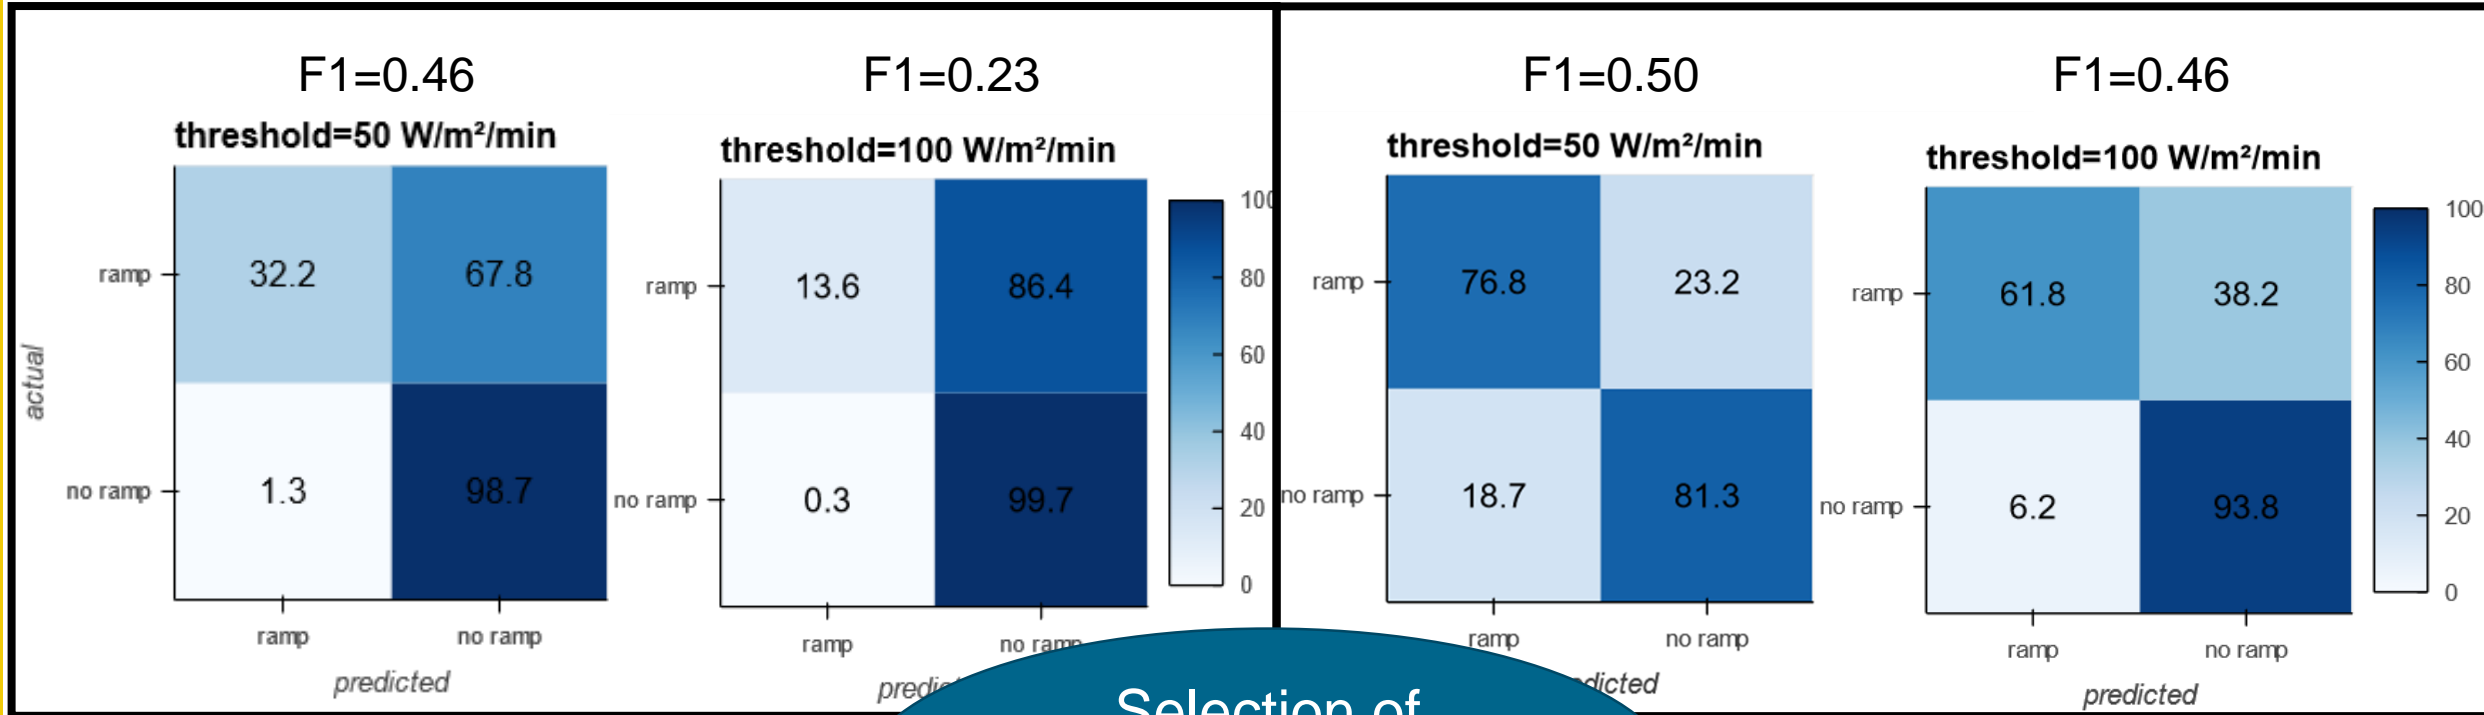 F1=0.46
threshold=50 W/m²/min
actual
ramp
32.2
67.8
no ramp
1.3
98.7
ramp
no ramp
predicted
F1=0.23
threshold=100 W/m²/min
ramp
13.6
86.4
no ramp
0.3
99.7
ramp
no ramp
100
80
60
40
20
0
F1=0.50
threshold=50 W/m²/min
ramp
76.8
23.2
no ramp
18.7
81.3
ramp
no ramp
F1=0.46
threshold=100 W/m²/min
ramp
61.8
38.2
no ramp
6.2
93.8
ramp
no ramp
predicted
100
80
60
40
20
0
Selection of